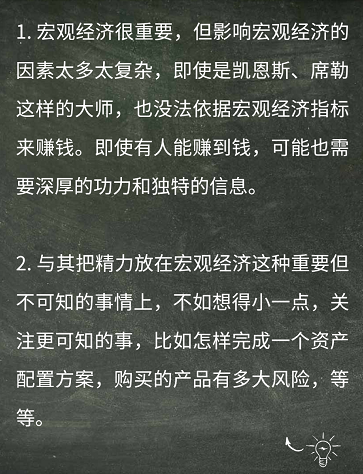 1. 宏观经济很重要，但影响宏观经济的
因素太多太复杂，即使是凯恩斯、席勒
这样的大师，也没法依据宏观经济指标
来赚钱。即使有人能赚到钱，可能也需
要深厚的功力和独特的信息。
2. 与其把精力放在宏观经济这种重要但
不可知的事情上，不如想得小一点，关
注更可知的事，比如怎样完成一个资产
配置方案，购买的产品有多大风险，等
等。